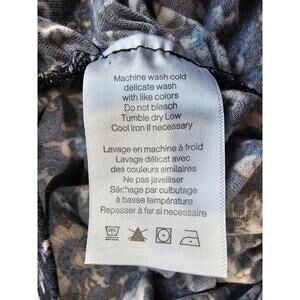 Machine wash cold
delicate wash
with like colors
Do not bleach
Tumble dry Low
Cool iron if necessary
Lavage en machine à froid
Lavage délicat avec
des couleurs similaires
Ne pas javelliser
Séchage par culbutage
à basse température
Repasser à fer si necessaire